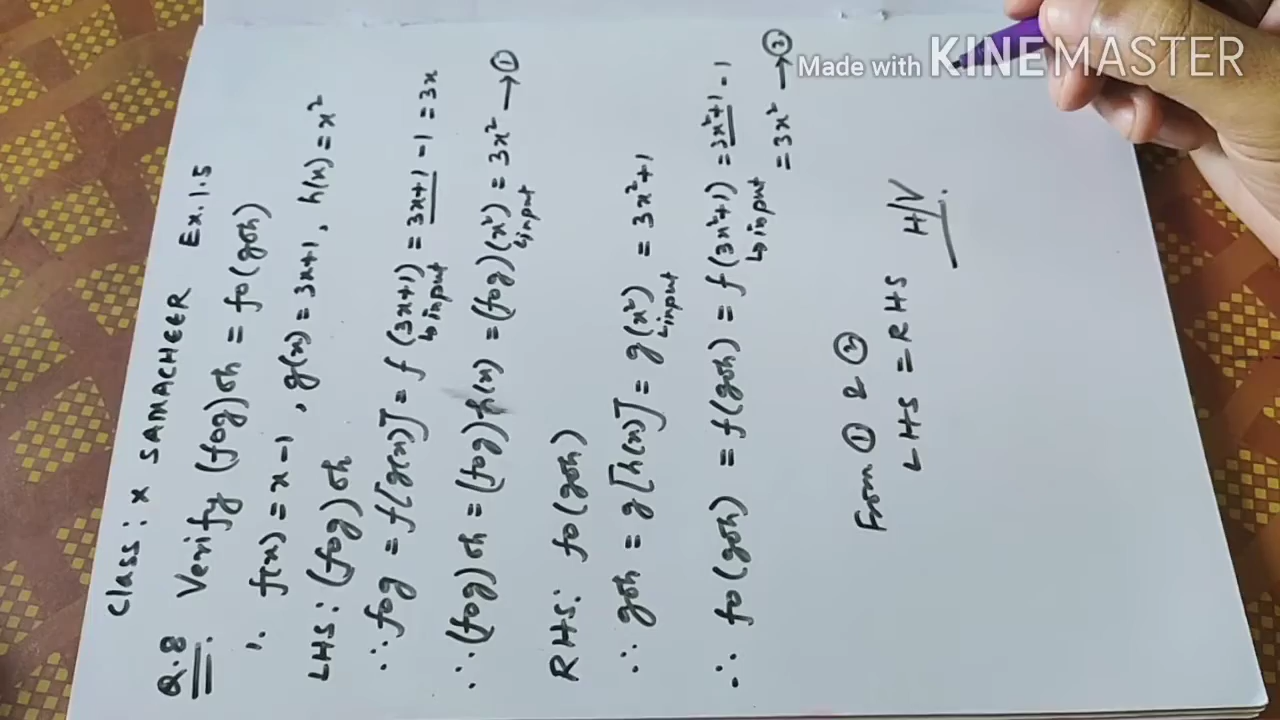 Class : X SAMACHEER Ex.1.5
Q.8. Verify (fog)oh = fo(goh)
1. f(x) = x-1, g(x) = 3x+1, h(x) = x²
LHS : (fog)oh
∴ fog = f[g(x)] = f(3x+1) = 3x+1 - 1 = 3x
↳ input
∴ (fog)oh = (fog)h(x) = (fog)(x²) = 3x² → ①
↳ input
RHS: fo(goh)
∴ goh = g[h(x)] = g(x²) = 3x²+1
↳ input
∴ fo(goh) = f(goh) = f(3x²+1) = 3x²+1 - 1
↳ input
= 3x² → ②
From ① & ②
LHS = RHS H/V.
Made with KINEMASTER